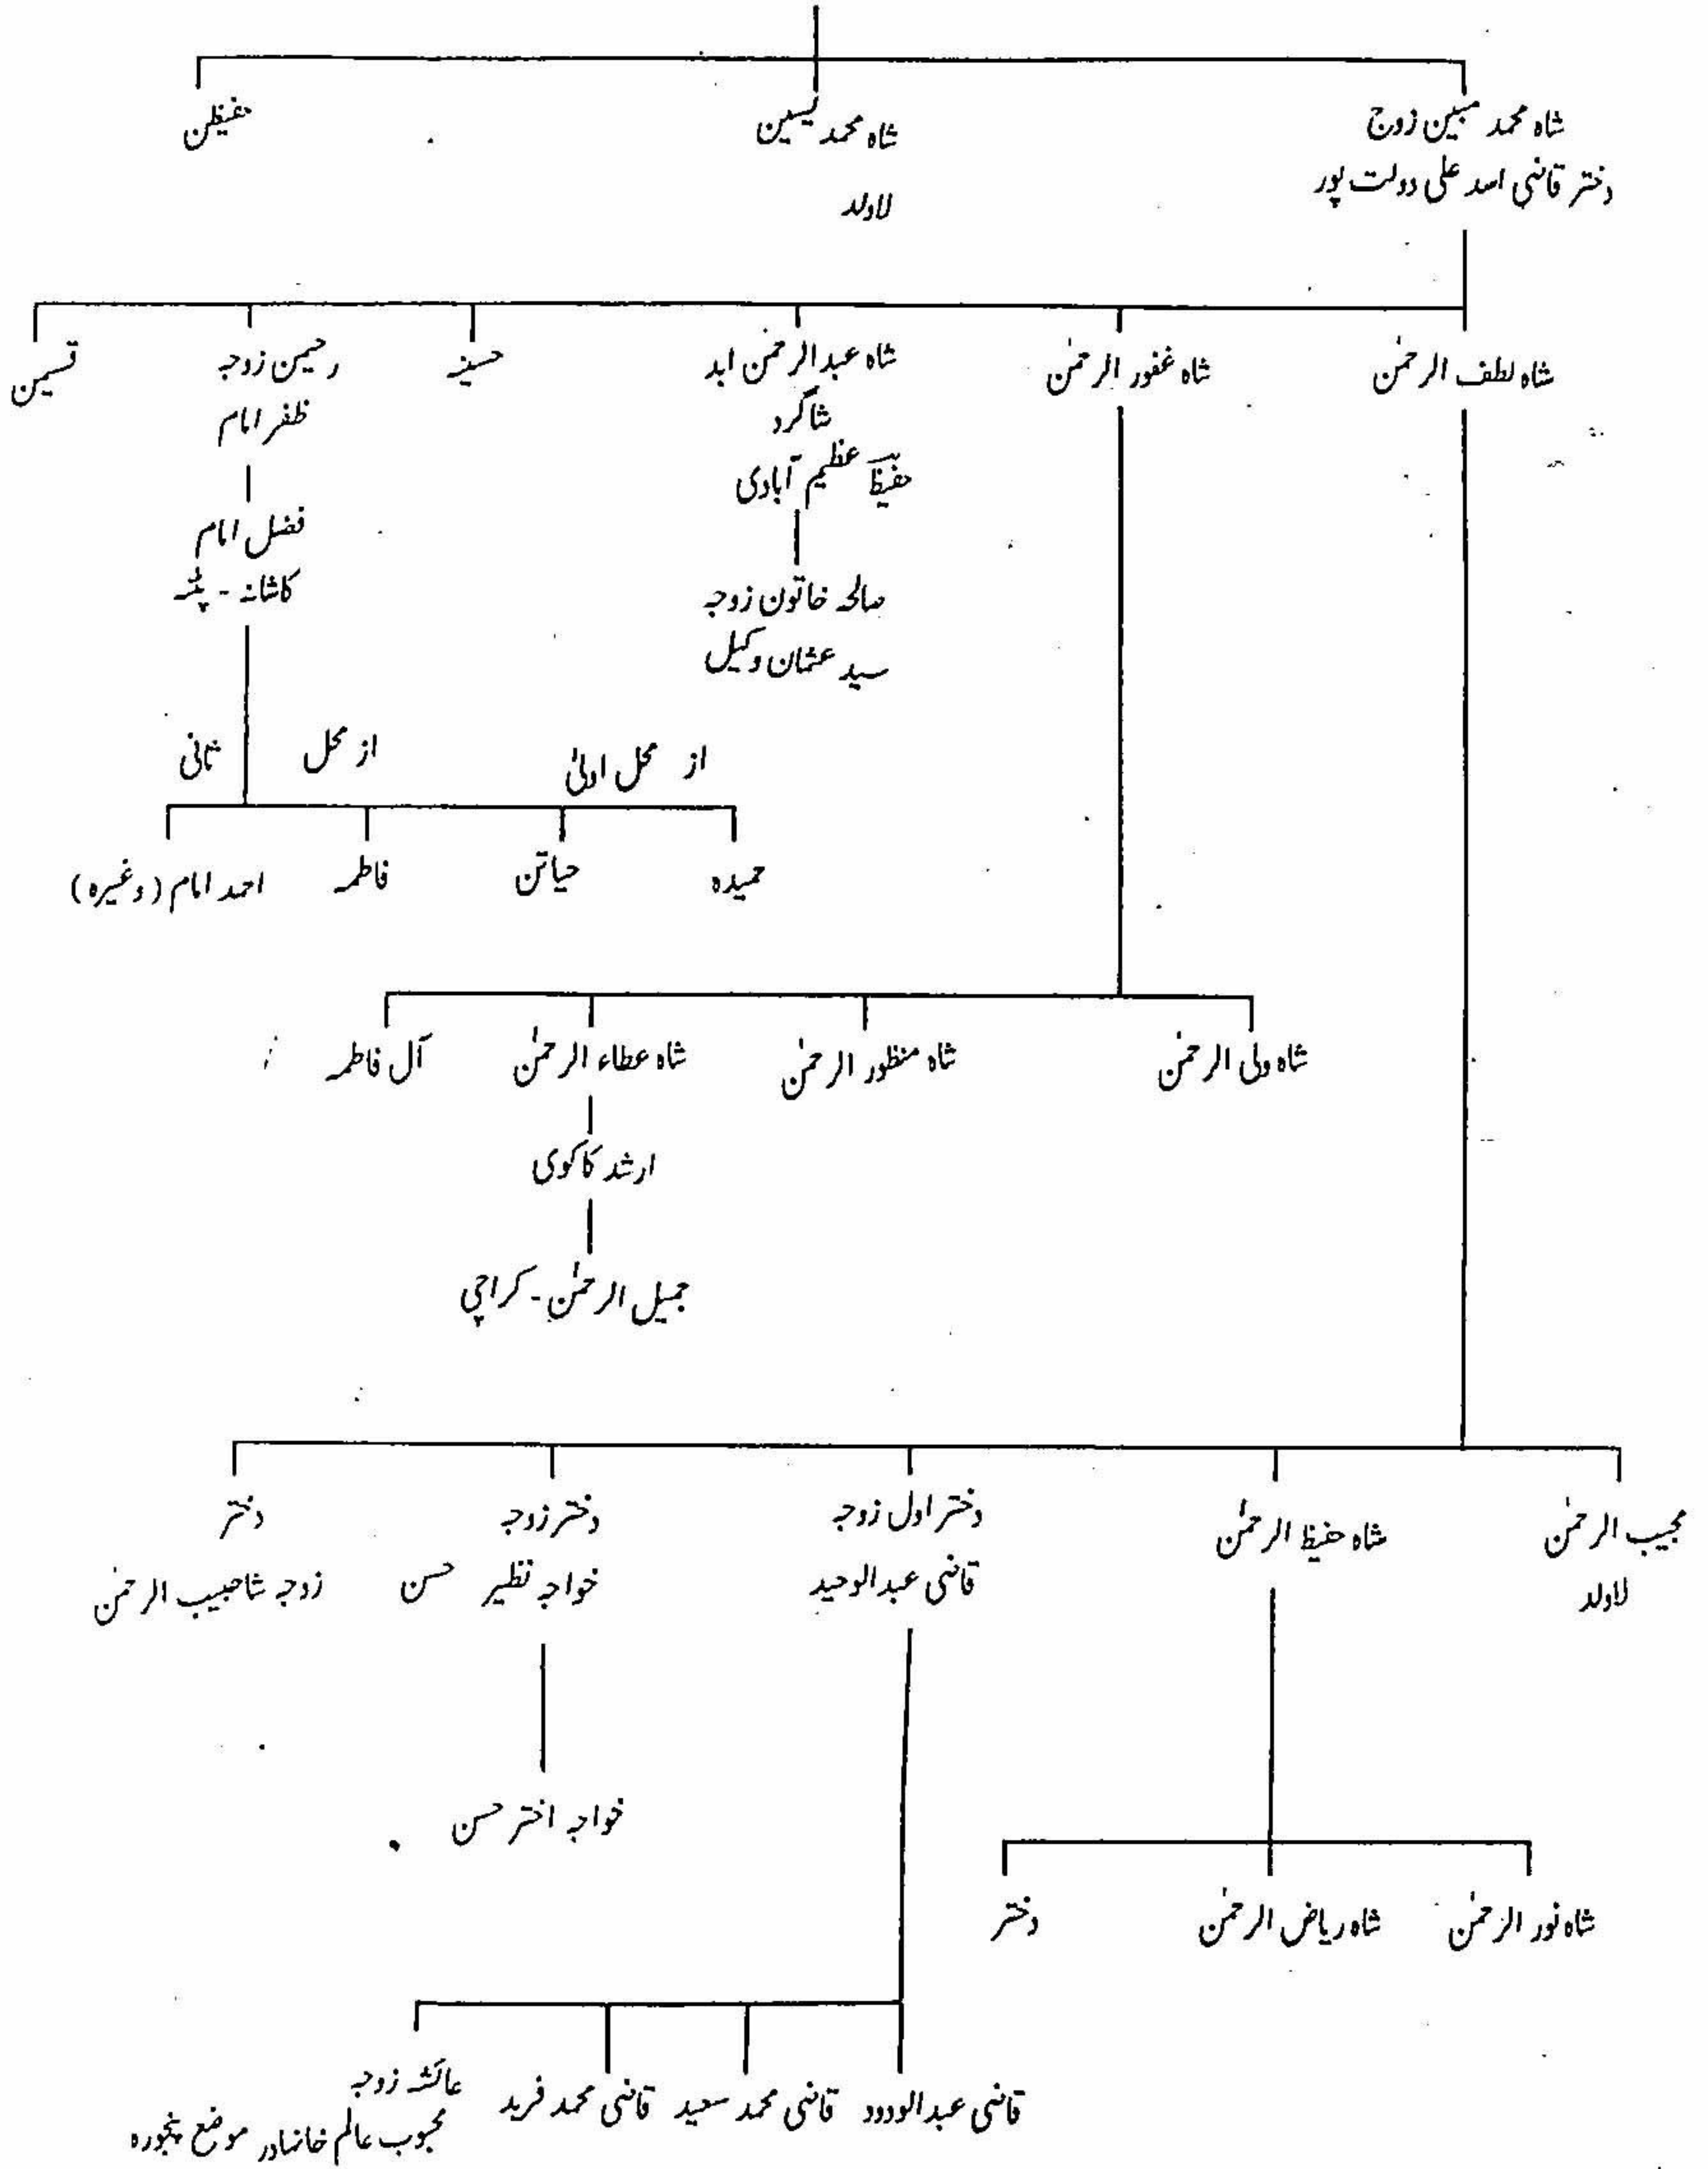 شاہ محمد مبین زوج
دختر قاضی اسد علی دولت پور
شاہ محمد یسین
لاولد
حفیظن
شاہ لطف الرحمٰن
شاہ غفور الرحمٰن
شاہ عبدالرحمٰن ابد
شاگرد
حفیظؔ عظیم آبادی
صالحہ خاتون زوجہ
سید عثمان وکیل
حسینہ
رحیمن زوجہ
ظفر امام
فضل امام
کاشانہ - پٹنہ
قسیمن
از محل اولیٰ
از محل ثانی
حمیدہ
حیاتن
فاطمہ
احمد امام (وغیرہ)
شاہ ولی الرحمٰن
شاہ منظور الرحمٰن
شاہ عطاء الرحمٰن
آل فاطمہ
ارشد کاکوی
جمیل الرحمٰن - کراچی
مجیب الرحمٰن
لاولد
شاہ حفیظ الرحمٰن
دختر اول زوجہ
قاضی عبدالوحید
دختر زوجہ
خواجہ نظیر حسن
دختر
زوجہ شاحبیب الرحمٰن
خواجہ اختر حسن
شاہ نور الرحمٰن
شاہ ریاض الرحمٰن
دختر
قاضی عبدالودود
قاضی محمد سعید
قاضی محمد فرید
عائشہ زوجہ
محبوب عالم موضع